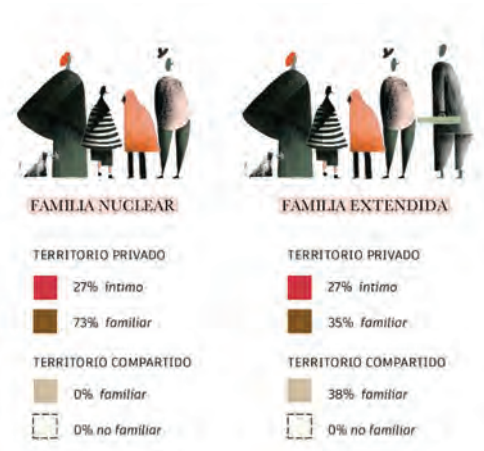 FAMILIA NUCLEAR
TERRITORIO PRIVADO
27% íntimo
73% familiar
TERRITORIO COMPARTIDO
0% familiar
0% no familiar
FAMILIA EXTENDIDA
TERRITORIO PRIVADO
27% íntimo
35% familiar
TERRITORIO COMPARTIDO
38% familiar
0% no familiar